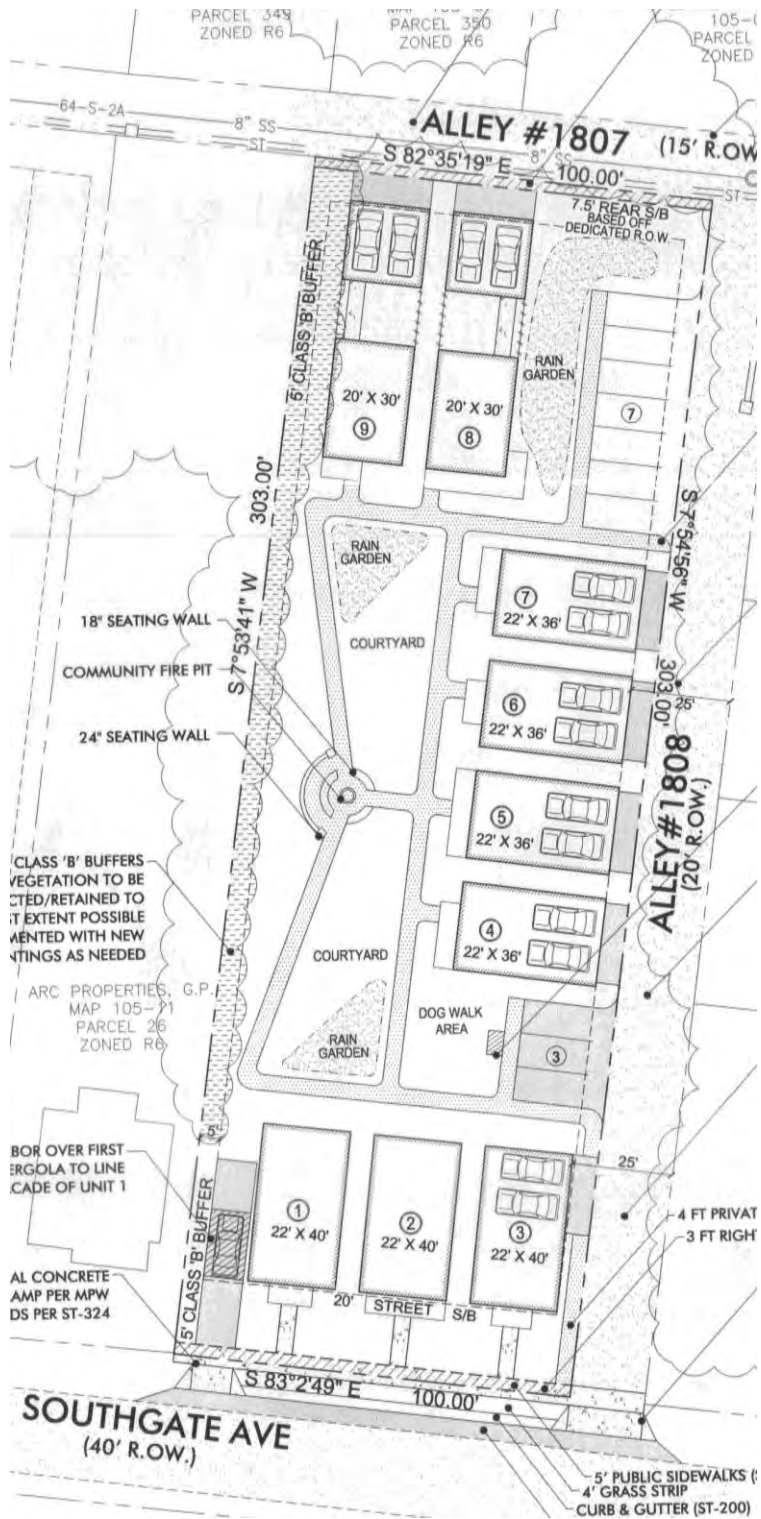 PARCEL 349
ZONED R6
PARCEL 350
ZONED R6
PARCEL
ZONED
64-S-2A
8" SS
ST
ALLEY #1807 (15' R.OW
S 82°35'19" E
8" SS
100.00'
ST
7.5' REAR S/B
BASED OFF
DEDICATED R.O.W.
5' CLASS 'B' BUFFER
RAIN
GARDEN
20' X 30'
9
20' X 30'
8
7
303.00'
S 7°54'56" W
RAIN
GARDEN
7
22' X 36'
18" SEATING WALL
COURTYARD
COMMUNITY FIRE PIT
S 7°53'41" W
303.00'
6
22' X 36'
25'
24" SEATING WALL
ALLEY#1808
(20' R.OW.)
5
22' X 36'
CLASS 'B' BUFFERS
VEGETATION TO BE
CTED/RETAINED TO
T EXTENT POSSIBLE
MENTED WITH NEW
NTINGS AS NEEDED
4
22' X 36'
COURTYARD
ARC PROPERTIES, G.P.
MAP 105-11
PARCEL 26
ZONED R6
DOG WALK
AREA
RAIN
GARDEN
3
5'
BOR OVER FIRST
ERGOLA TO LINE
CADE OF UNIT 1
25'
1
22' X 40'
2
22' X 40'
3
22' X 40'
4 FT PRIVAT
3 FT RIGHT
5' CLASS 'B' BUFFER
AL CONCRETE
AMP PER MPW
DS PER ST-324
20' STREET S/B
S 83°2'49" E 100.00'
SOUTHGATE AVE
(40' R.OW.)
5' PUBLIC SIDEWALKS (
4' GRASS STRIP
CURB & GUTTER (ST-200)